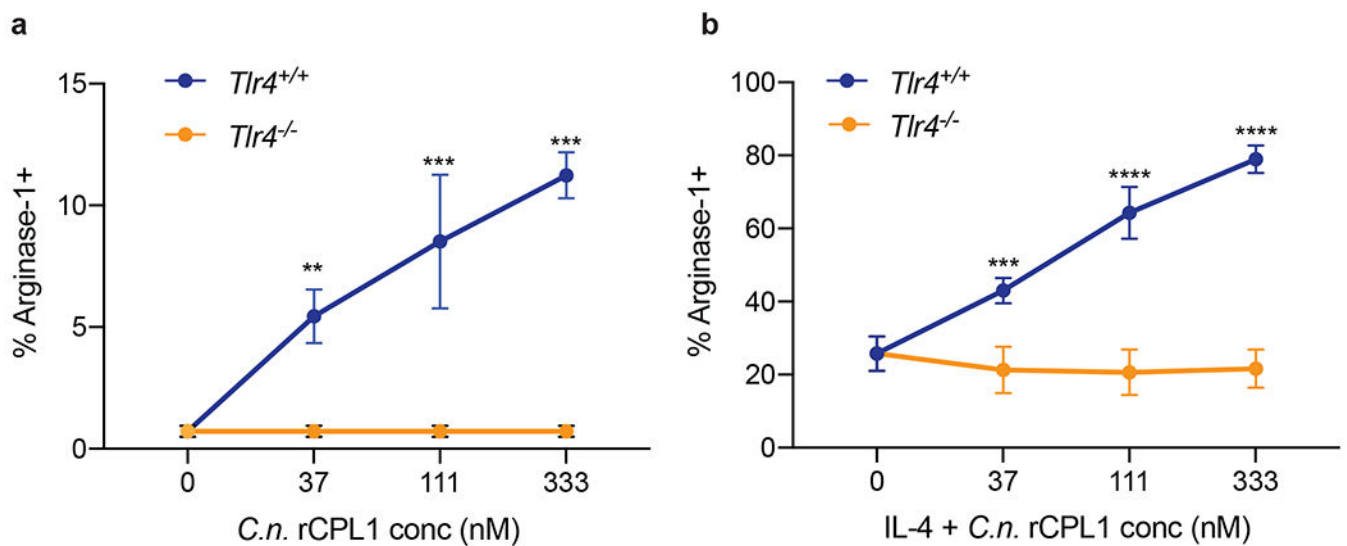 a
Tlr4+/+
Tlr4-/-
15
10
5
0
% Arginase-1+
**
***
***
0 37 111 333
C.n. rCPL1 conc (nM)
b
Tlr4+/+
Tlr4-/-
100
80
60
40
20
0
% Arginase-1+
***
****
****
0 37 111 333
IL-4 + C.n. rCPL1 conc (nM)